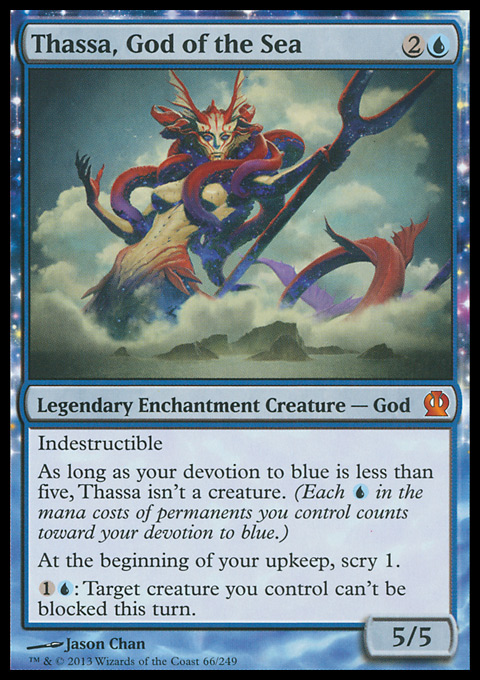 Thassa, God of the Sea 2
Legendary Enchantment Creature — God
Indestructible
As long as your devotion to blue is less than
five, Thassa isn't a creature. (Each in the
mana costs of permanents you control counts
toward your devotion to blue.)
At the beginning of your upkeep, scry 1.
1 : Target creature you control can't be
blocked this turn.
5/5
Jason Chan
™ & © 2013 Wizards of the Coast 66/249